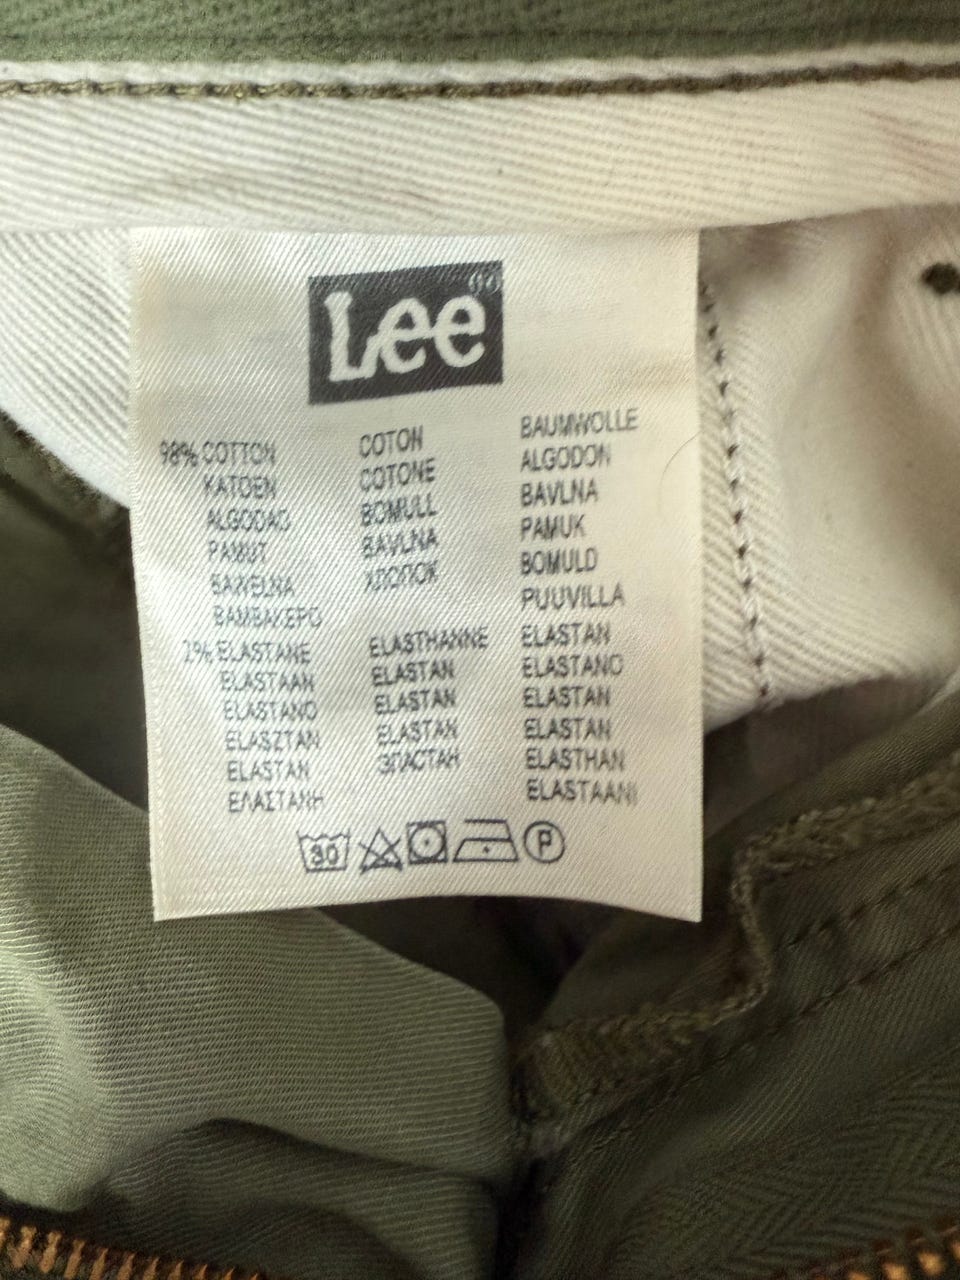 Lee
98% COTTON COTON BAUMWOLLE
KATOEN COTONE ALGODON
ALGODAO BOMULL BAVLNA
PAMUT BAVLNA PAMUK
BAWELNA ХЛОПОК BOMULD
ΒΑΜΒΑΚΕΡΟ PUUVILLA
2% ELASTANE ELASTHANNE ELASTAN
ELASTAAN ELASTAN ELASTANO
ELASTANO ELASTAN ELASTAN
ELASZTAN ELASTAN ELASTAN
ELASTAN ЭЛАСТАН ELASTHAN
ΕΛΑΣΤΑΝΗ ELASTAANI
30 P